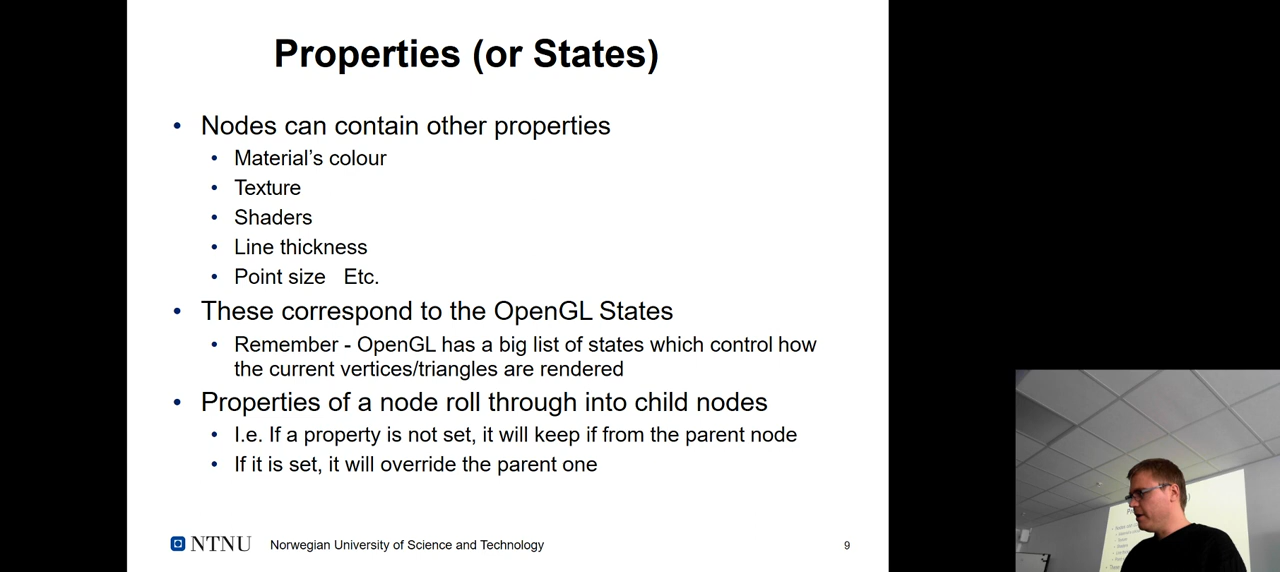 Properties (or States)
• Nodes can contain other properties
• Material's colour
• Texture
• Shaders
• Line thickness
• Point size Etc.
• These correspond to the OpenGL States
• Remember - OpenGL has a big list of states which control how
the current vertices/triangles are rendered
• Properties of a node roll through into child nodes
• I.e. If a property is not set, it will keep if from the parent node
• If it is set, it will override the parent one
NTNU Norwegian University of Science and Technology 9